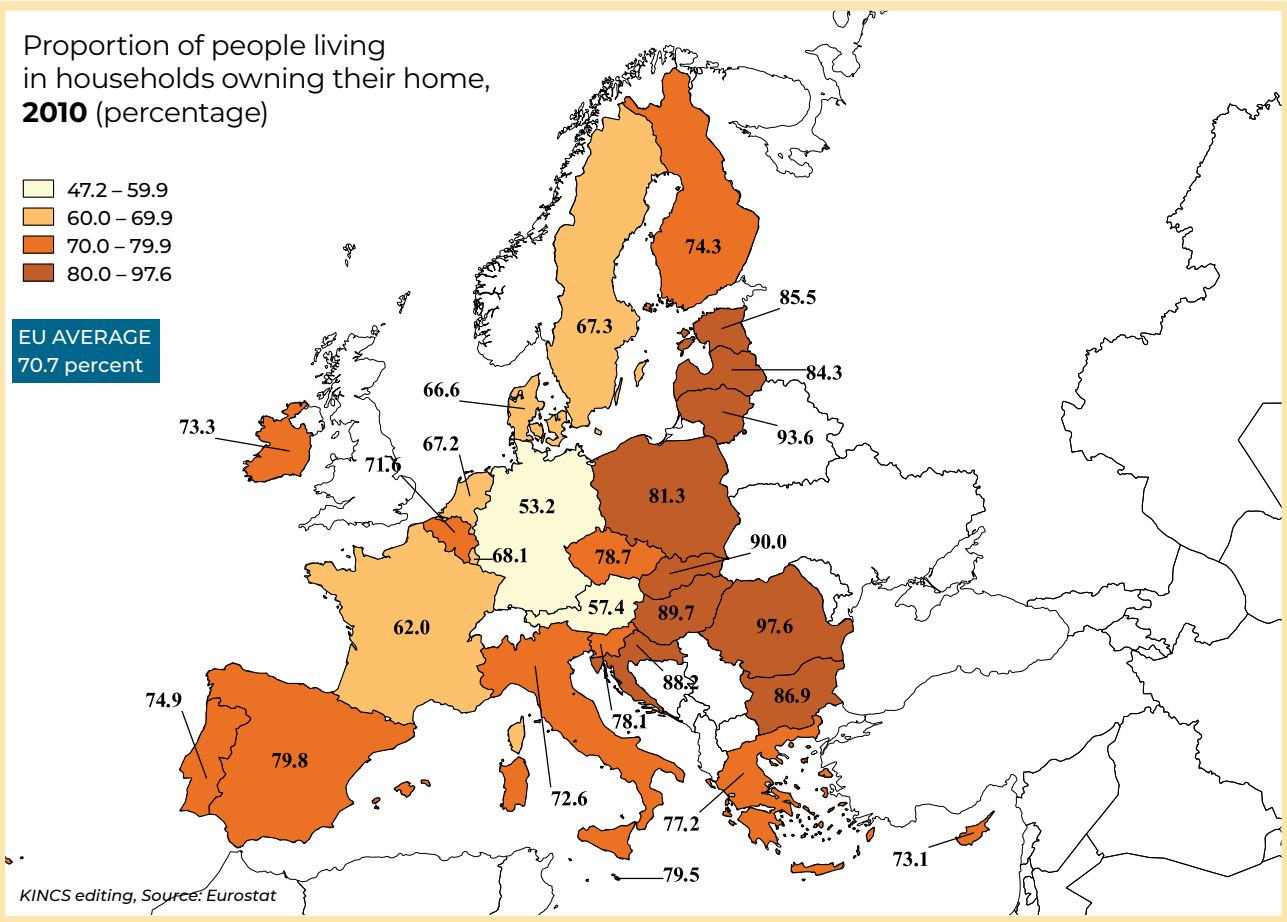 Proportion of people living
in households owning their home,
2010 (percentage)
47.2 – 59.9
60.0 – 69.9
70.0 – 79.9
80.0 – 97.6
EU AVERAGE
70.7 percent
74.3
85.5
67.3
84.3
66.6
73.3
93.6
67.2
71.6
81.3
53.2
90.0
68.1
78.7
57.4
89.7
62.0
97.6
88.2
86.9
74.9
78.1
79.8
72.6
77.2
73.1
79.5
KINCS editing, Source: Eurostat